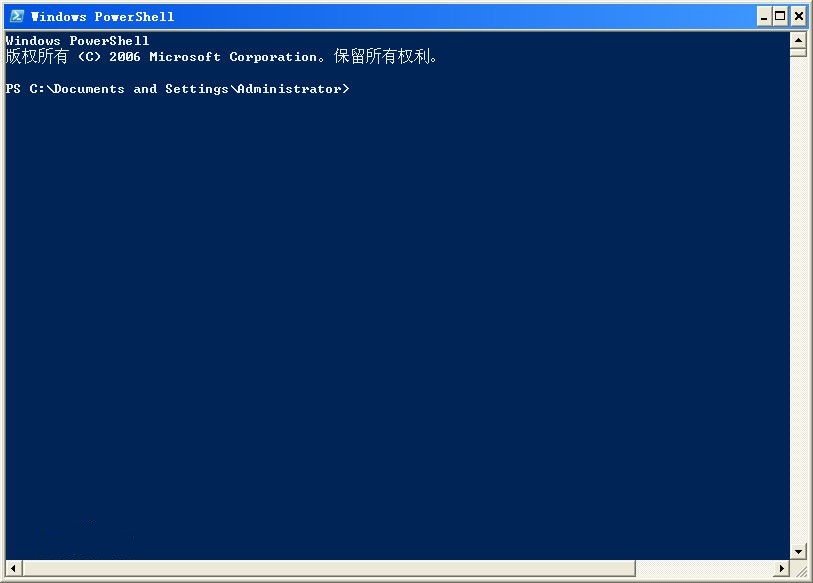 Windows PowerShell
Windows PowerShell
版权所有 (C) 2006 Microsoft Corporation。保留所有权利。
PS C:\Documents and Settings\Administrator>